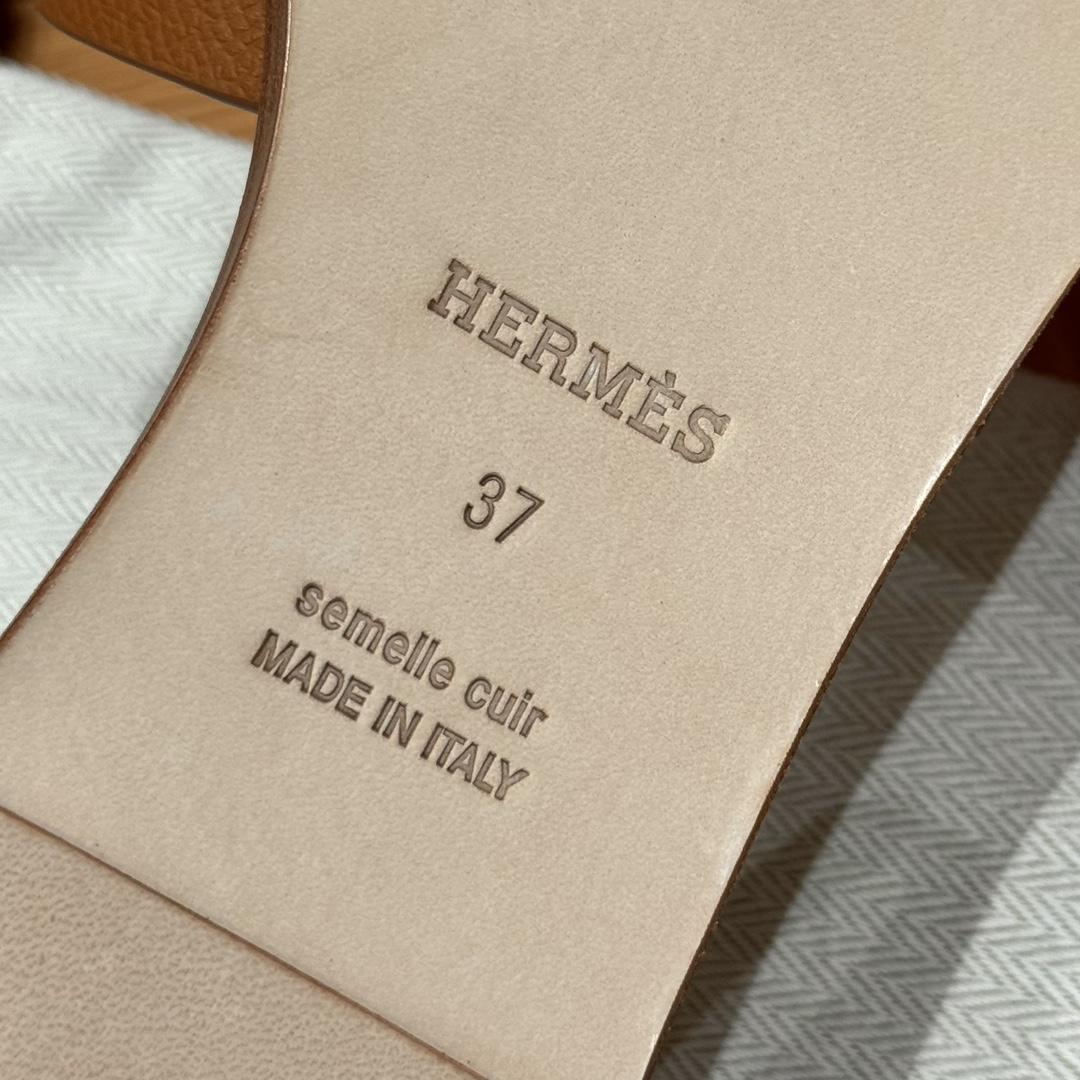 HERMÈS
37
semelle cuir
MADE IN ITALY